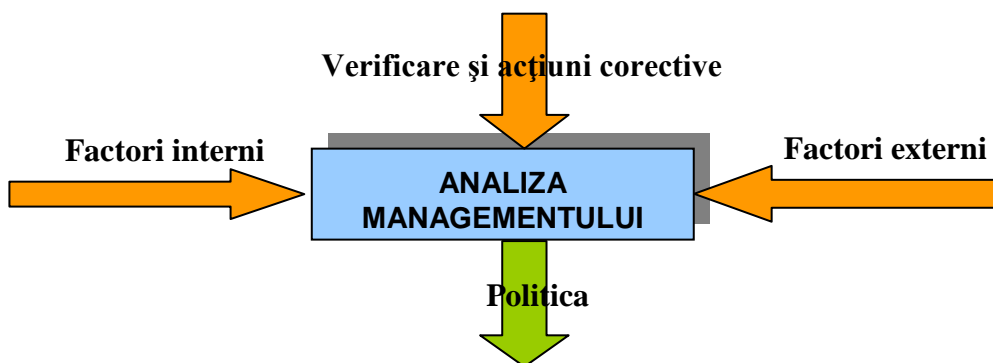 Verificare şi acţiuni corective
Factori interni
Factori externi
ANALIZA
MANAGEMENTULUI
Politica